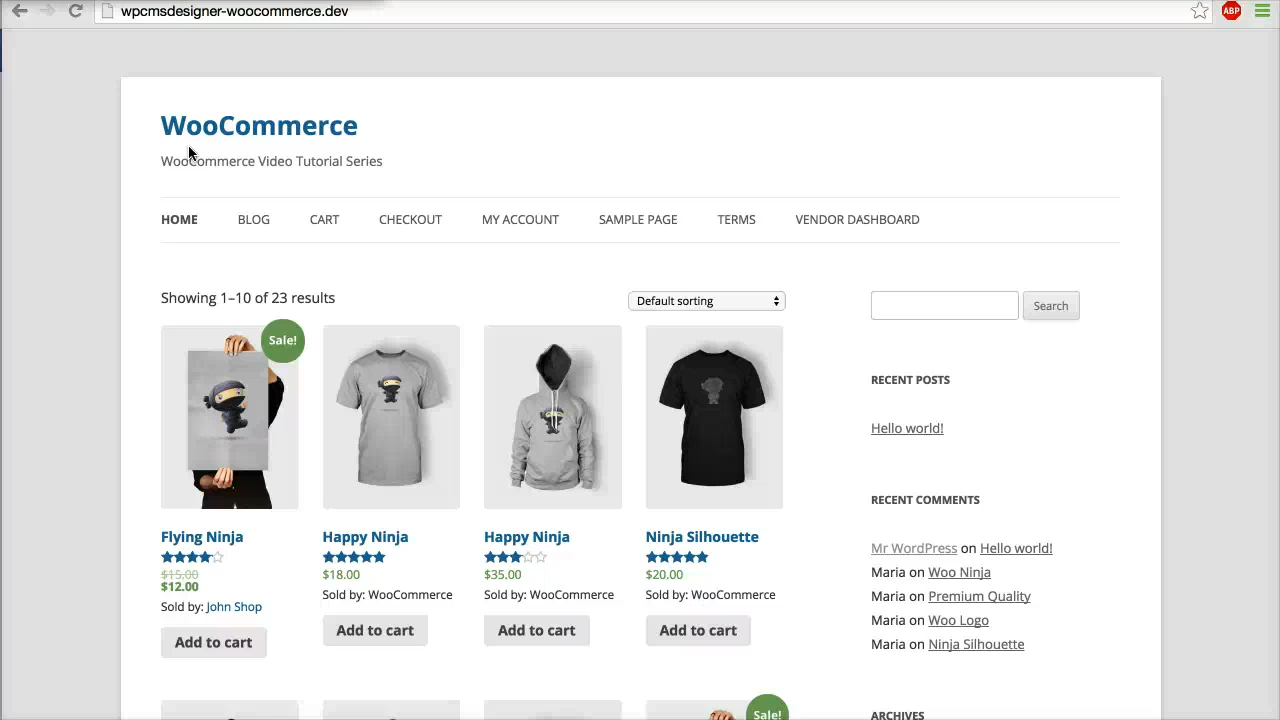 wpcmsdesigner-woocommerce.dev
ABP
WooCommerce
WooCommerce Video Tutorial Series
HOME BLOG CART CHECKOUT MY ACCOUNT SAMPLE PAGE TERMS VENDOR DASHBOARD
Showing 1–10 of 23 results
Default sorting
Search
Sale!
Flying Ninja
$15.00
$12.00
Sold by: John Shop
Add to cart
Happy Ninja
$18.00
Sold by: WooCommerce
Add to cart
Happy Ninja
$35.00
Sold by: WooCommerce
Add to cart
Ninja Silhouette
$20.00
Sold by: WooCommerce
Add to cart
Sale!
RECENT POSTS
Hello world!
RECENT COMMENTS
Mr WordPress on Hello world!
Maria on Woo Ninja
Maria on Premium Quality
Maria on Woo Logo
Maria on Ninja Silhouette
ARCHIVES